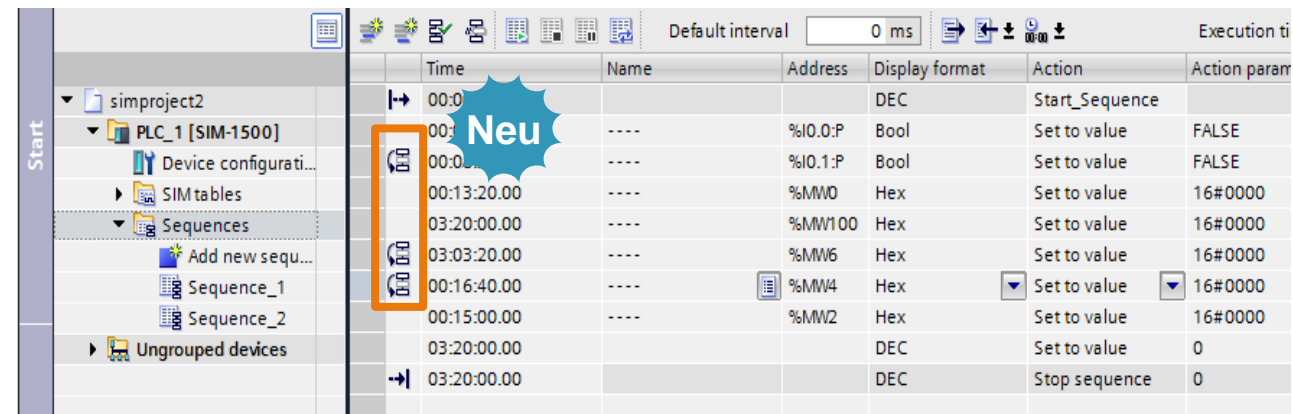 Default interval 0 ms Execution ti
Time Name Address Display format Action Action param
simproject2
PLC_1 [SIM-1500]
Device configurati...
SIM tables
Sequences
Add new sequ...
Sequence_1
Sequence_2
Ungrouped devices
Start
Neu
00:0 DEC Start_Sequence
00: ---- %I0.0:P Bool Set to value FALSE
00:0 ---- %I0.1:P Bool Set to value FALSE
00:13:20.00 ---- %MW0 Hex Set to value 16#0000
03:20:00.00 ---- %MW100 Hex Set to value 16#0000
03:03:20.00 ---- %MW6 Hex Set to value 16#0000
00:16:40.00 ---- %MW4 Hex Set to value 16#0000
00:15:00.00 ---- %MW2 Hex Set to value 16#0000
03:20:00.00 DEC Set to value 0
03:20:00.00 DEC Stop sequence 0